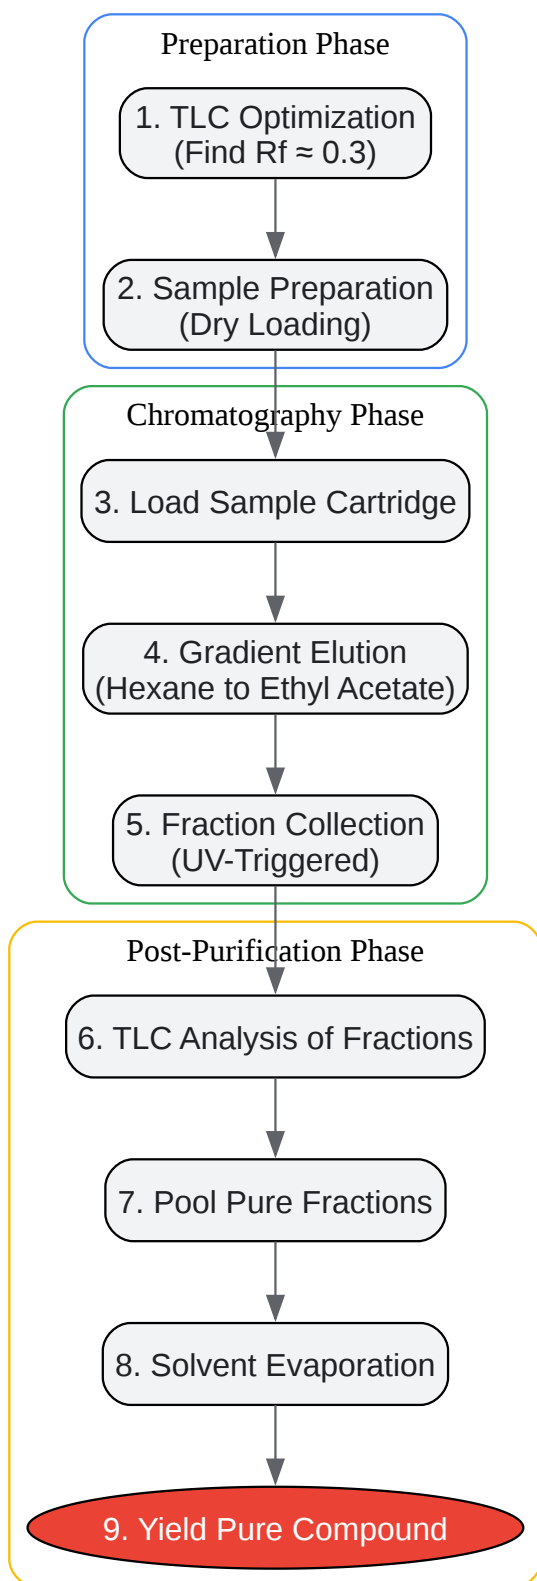 Preparation Phase
1. TLC Optimization
(Find Rf ≈ 0.3)
2. Sample Preparation
(Dry Loading)
Chromatography Phase
3. Load Sample Cartridge
4. Gradient Elution
(Hexane to Ethyl Acetate)
5. Fraction Collection
(UV-Triggered)
Post-Purification Phase
6. TLC Analysis of Fractions
7. Pool Pure Fractions
8. Solvent Evaporation
9. Yield Pure Compound